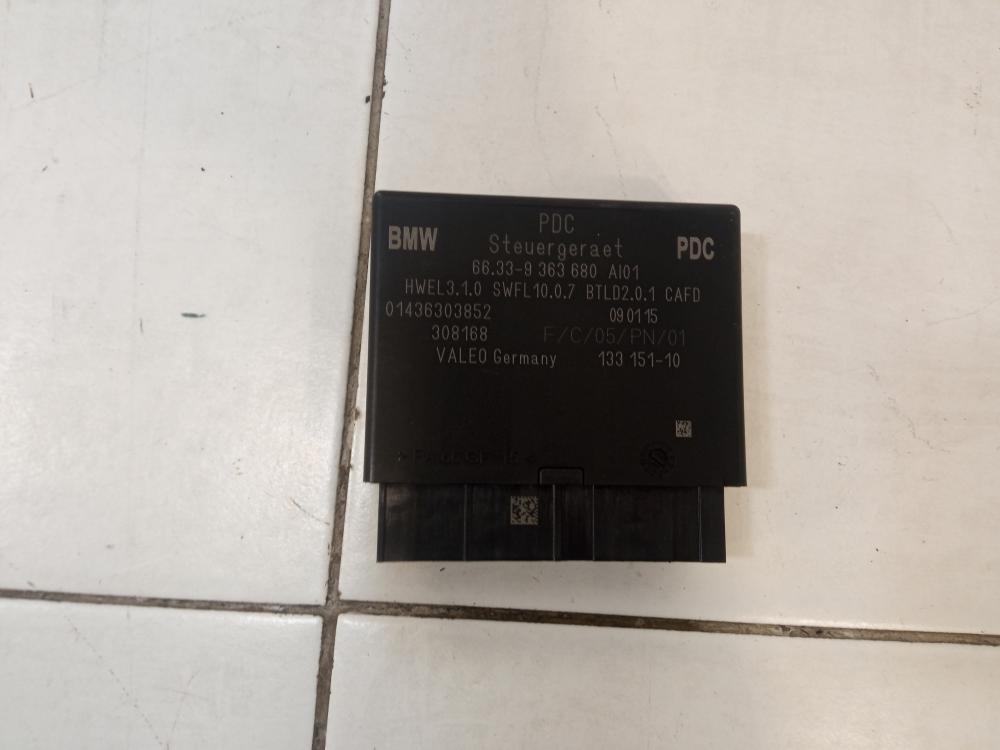 PDC
BMW Steuergeraet PDC
66.33-9 363 680 AI01
HWEL3.1.0 SWFL10.0.7 BTLD2.0.1 CAFD
01436303852 090115
308168 F/C/05/PN/01
VALEO Germany 133 151-10